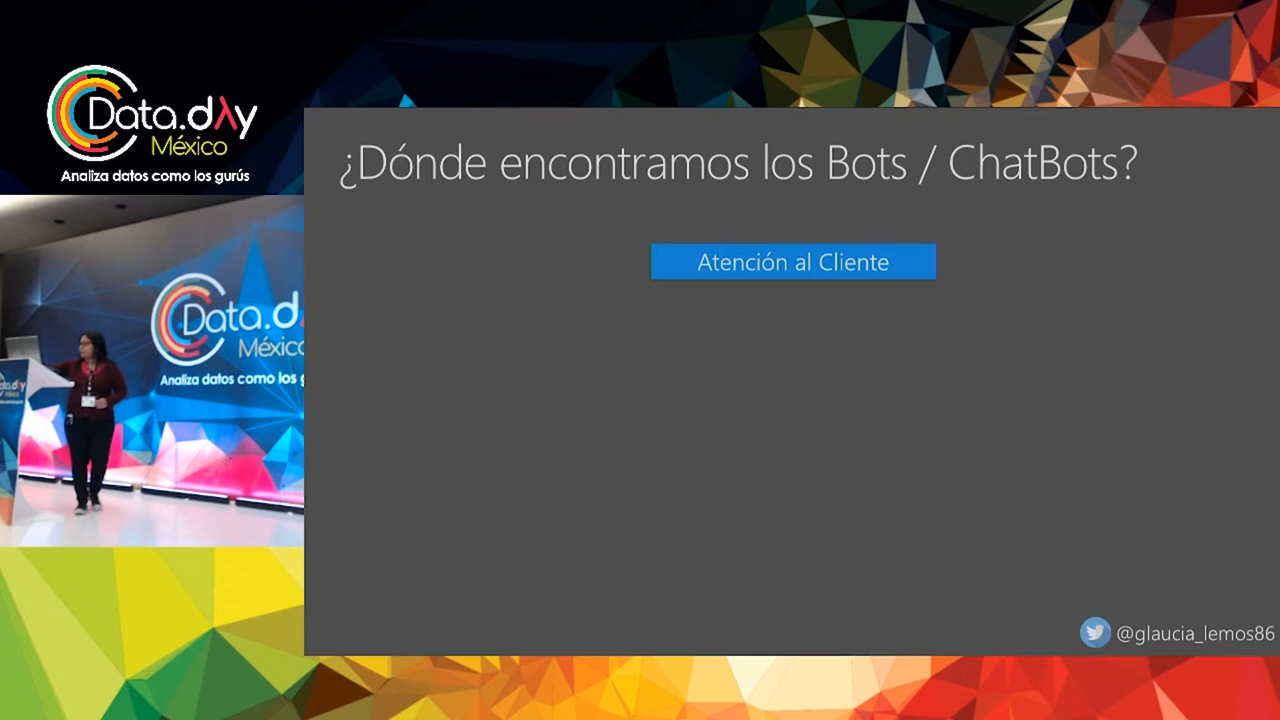 Data.dλy
México
Analiza datos como los gurús
¿Dónde encontramos los Bots / ChatBots?
Atención al Cliente
Data.d
México
Analiza datos como los g
@glaucia_lemos86